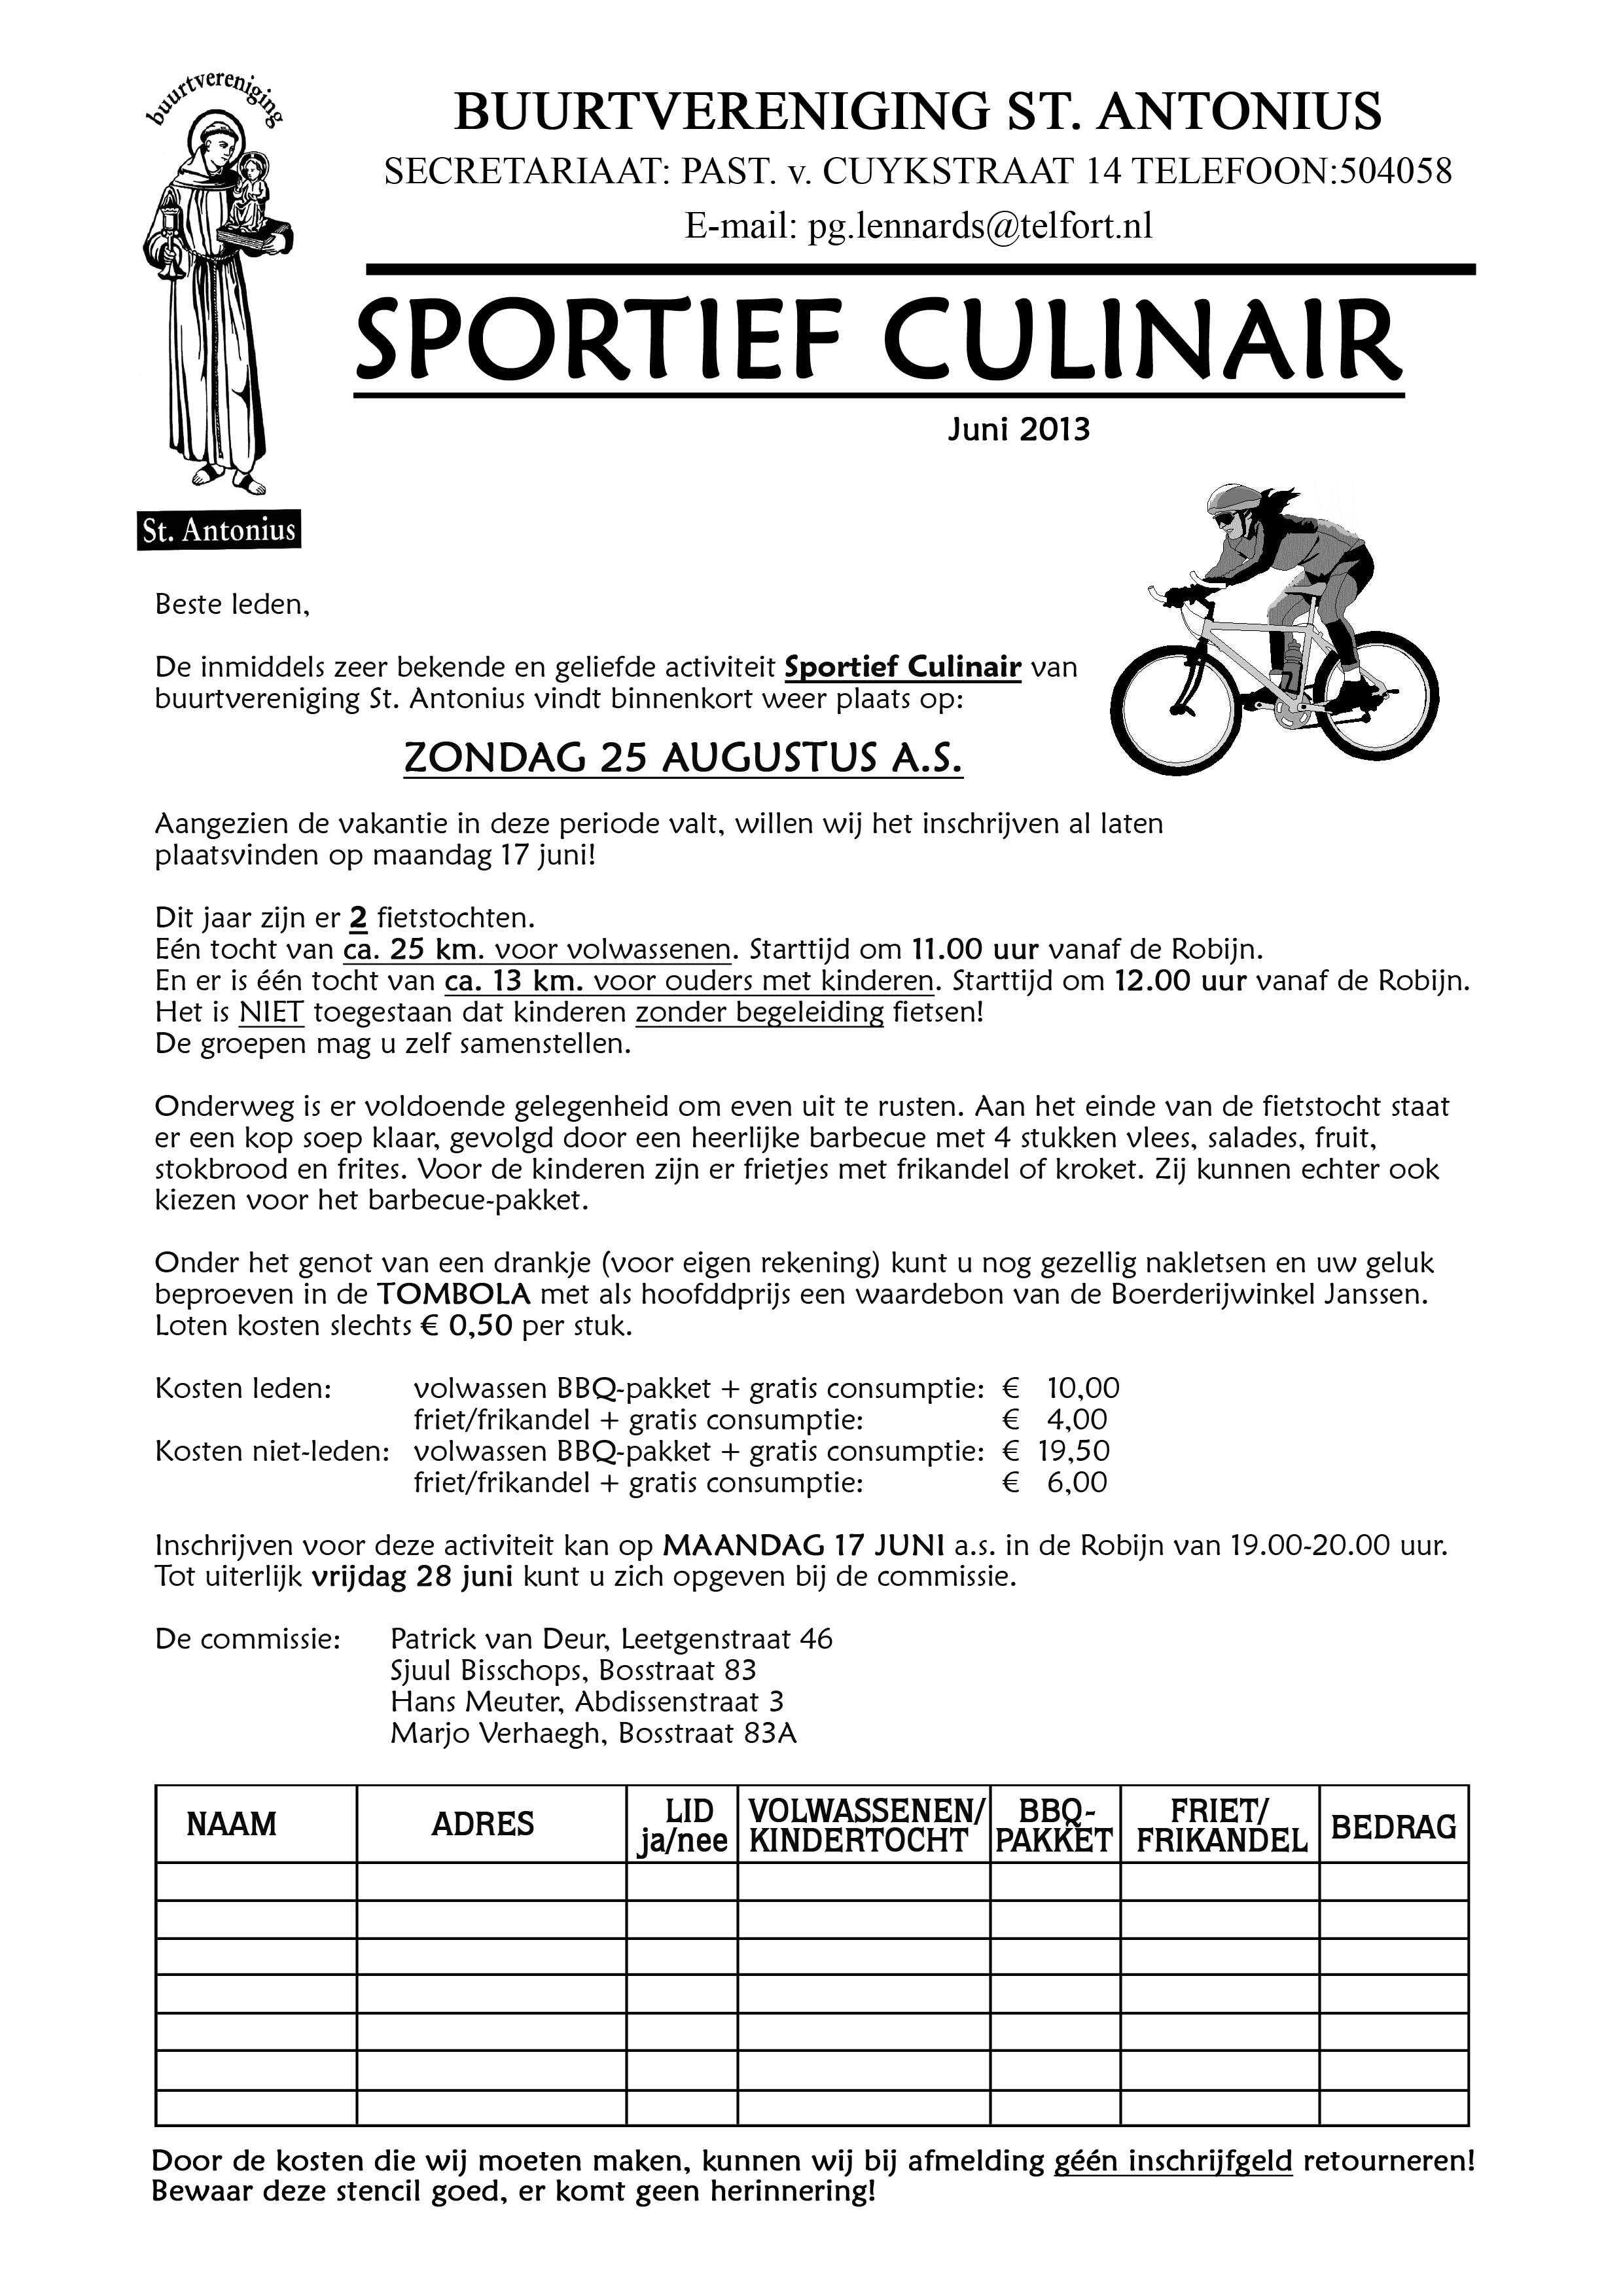 buurtvereniging
St. Antonius
BUURTVERENIGING ST. ANTONIUS
SECRETARIAAT: PAST. v. CUYKSTRAAT 14 TELEFOON:504058
E-mail: pg.lennards@telfort.nl
SPORTIEF CULINAIR
Juni 2013
Beste leden,
De inmiddels zeer bekende en geliefde activiteit Sportief Culinair van
buurtvereniging St. Antonius vindt binnenkort weer plaats op:
ZONDAG 25 AUGUSTUS A.S.
Aangezien de vakantie in deze periode valt, willen wij het inschrijven al laten
plaatsvinden op maandag 17 juni!
Dit jaar zijn er 2 fietstochten.
Eén tocht van ca. 25 km. voor volwassenen. Starttijd om 11.00 uur vanaf de Robijn.
En er is één tocht van ca. 13 km. voor ouders met kinderen. Starttijd om 12.00 uur vanaf de Robijn.
Het is NIET toegestaan dat kinderen zonder begeleiding fietsen!
De groepen mag u zelf samenstellen.
Onderweg is er voldoende gelegenheid om even uit te rusten. Aan het einde van de fietstocht staat
er een kop soep klaar, gevolgd door een heerlijke barbecue met 4 stukken vlees, salades, fruit,
stokbrood en frites. Voor de kinderen zijn er frietjes met frikandel of kroket. Zij kunnen echter ook
kiezen voor het barbecue-pakket.
Onder het genot van een drankje (voor eigen rekening) kunt u nog gezellig nakletsen en uw geluk
beproeven in de TOMBOLA met als hoofddprijs een waardebon van de Boerderijwinkel Janssen.
Loten kosten slechts € 0,50 per stuk.
Kosten leden: volwassen BBQ-pakket + gratis consumptie: € 10,00
friet/frikandel + gratis consumptie: € 4,00
Kosten niet-leden: volwassen BBQ-pakket + gratis consumptie: € 19,50
friet/frikandel + gratis consumptie: € 6,00
Inschrijven voor deze activiteit kan op MAANDAG 17 JUNI a.s. in de Robijn van 19.00-20.00 uur.
Tot uiterlijk vrijdag 28 juni kunt u zich opgeven bij de commissie.
De commissie: Patrick van Deur, Leetgenstraat 46
Sjuul Bisschops, Bosstraat 83
Hans Meuter, Abdissenstraat 3
Marjo Verhaegh, Bosstraat 83A
NAAM ADRES LID ja/nee VOLWASSENEN/ KINDERTOCHT BBQ- PAKKET FRIET/ FRIKANDEL BEDRAG
Door de kosten die wij moeten maken, kunnen wij bij afmelding géén inschrijfgeld retourneren!
Bewaar deze stencil goed, er komt geen herinnering!